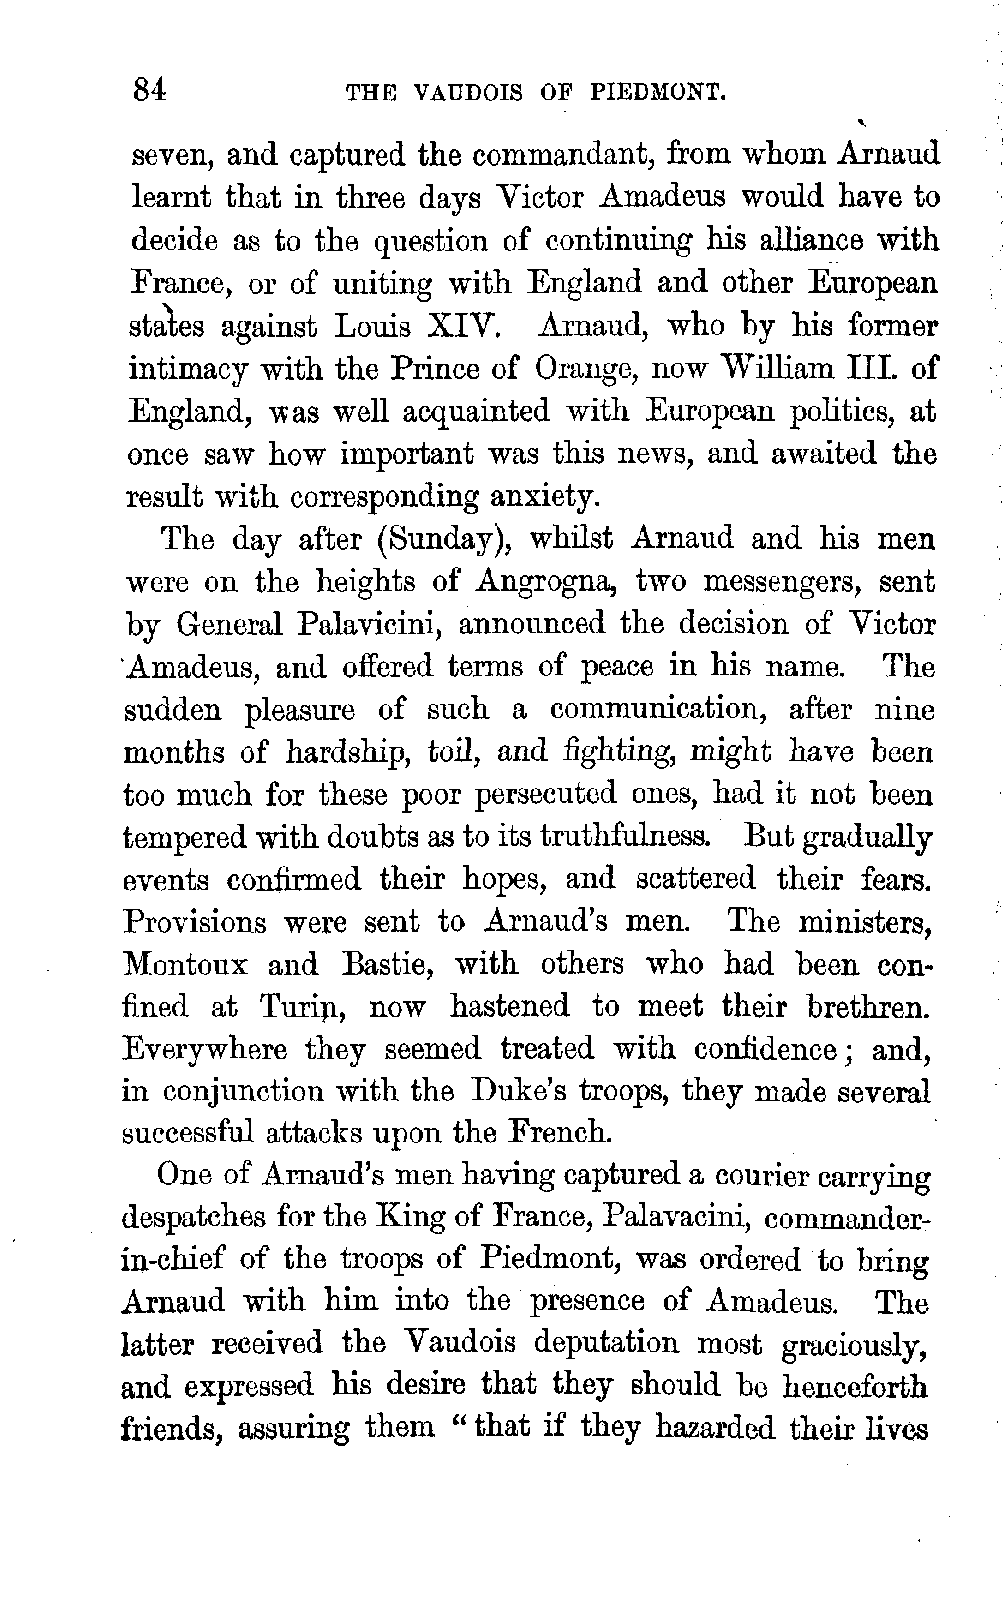 84 THE VAUDOIS OF PIEDMONT.
seven, and captured the commandant, from whom Arnaud
learnt that in three days Victor Amadeus would have to
decide as to the question of continuing his alliance with
France, or of uniting with England and other European
states against Louis XIV. Arnaud, who by his former
intimacy with the Prince of Orange, now William III. of
England, was well acquainted with European politics, at
once saw how important was this news, and awaited the
result with corresponding anxiety.
The day after (Sunday), whilst Arnaud and his men
were on the heights of Angrogna, two messengers, sent
by General Palavicini, announced the decision of Victor
Amadeus, and offered terms of peace in his name. The
sudden pleasure of such a communication, after nine
months of hardship, toil, and fighting, might have been
too much for these poor persecuted ones, had it not been
tempered with doubts as to its truthfulness. But gradually
events confirmed their hopes, and scattered their fears.
Provisions were sent to Arnaud's men. The ministers,
Montoux and Bastie, with others who had been con-
fined at Turin, now hastened to meet their brethren.
Everywhere they seemed treated with confidence; and,
in conjunction with the Duke's troops, they made several
successful attacks upon the French.
One of Arnaud's men having captured a courier carrying
despatches for the King of France, Palavacini, commander-
in-chief of the troops of Piedmont, was ordered to bring
Arnaud with him into the presence of Amadeus. The
latter received the Vaudois deputation most graciously,
and expressed his desire that they should be henceforth
friends, assuring them "that if they hazarded their lives